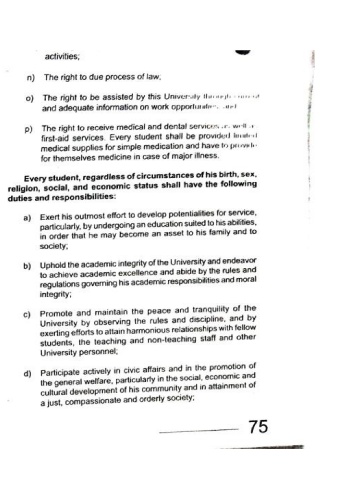 activities;
n) The right to due process of law;
o) The right to be assisted by this University through
and adequate information on work opportunities and
p) The right to receive medical and dental services as well
first-aid services. Every student shall be provided limited
medical supplies for simple medication and have to provide
for themselves medicine in case of major illness.
Every student, regardless of circumstances of his birth, sex,
religion, social, and economic status shall have the following
duties and responsibilities:
a) Exert his outmost effort to develop potentialities for service,
particularly, by undergoing an education suited to his abilities,
in order that he may become an asset to his family and to
society;
b) Uphold the academic integrity of the University and endeavor
to achieve academic excellence and abide by the rules and
regulations governing his academic responsibilities and moral
integrity;
c) Promote and maintain the peace and tranquility of the
University by observing the rules and discipline, and by
exerting efforts to attain harmonious relationships with fellow
students, the teaching and non-teaching staff and other
University personnel;
d) Participate actively in civic affairs and in the promotion of
the general welfare, particularly in the social, economic and
cultural development of his community and in attainment of
a just, compassionate and orderly society;
75